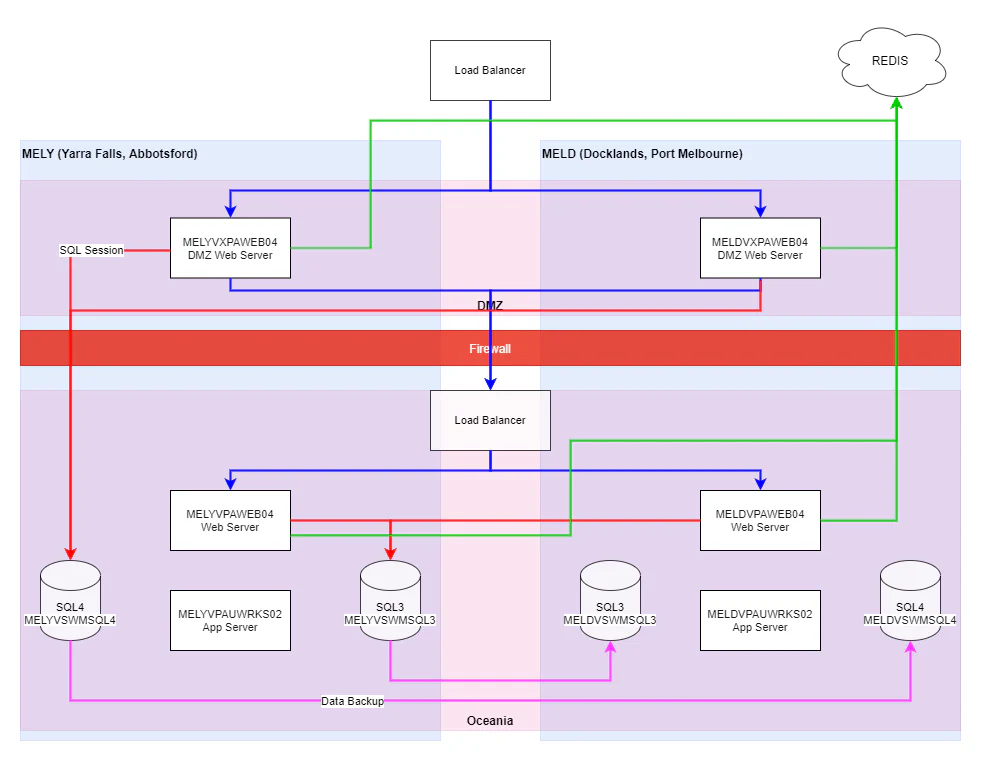 Load Balancer
REDIS
MELY (Yarra Falls, Abbotsford)
MELD (Docklands, Port Melbourne)
MELYVXPAWEB04
DMZ Web Server
MELDVXPAWEB04
DMZ Web Server
SQL Session
DMZ
Firewall
Load Balancer
MELYVPAWEB04
Web Server
MELDVPAWEB04
Web Server
SQL4
MELYVSWMSQL4
MELYVPAUWRKS02
App Server
SQL3
MELYVSWMSQL3
SQL3
MELDVSWMSQL3
MELDVPAUWRKS02
App Server
SQL4
MELDVSWMSQL4
Data Backup
Oceania